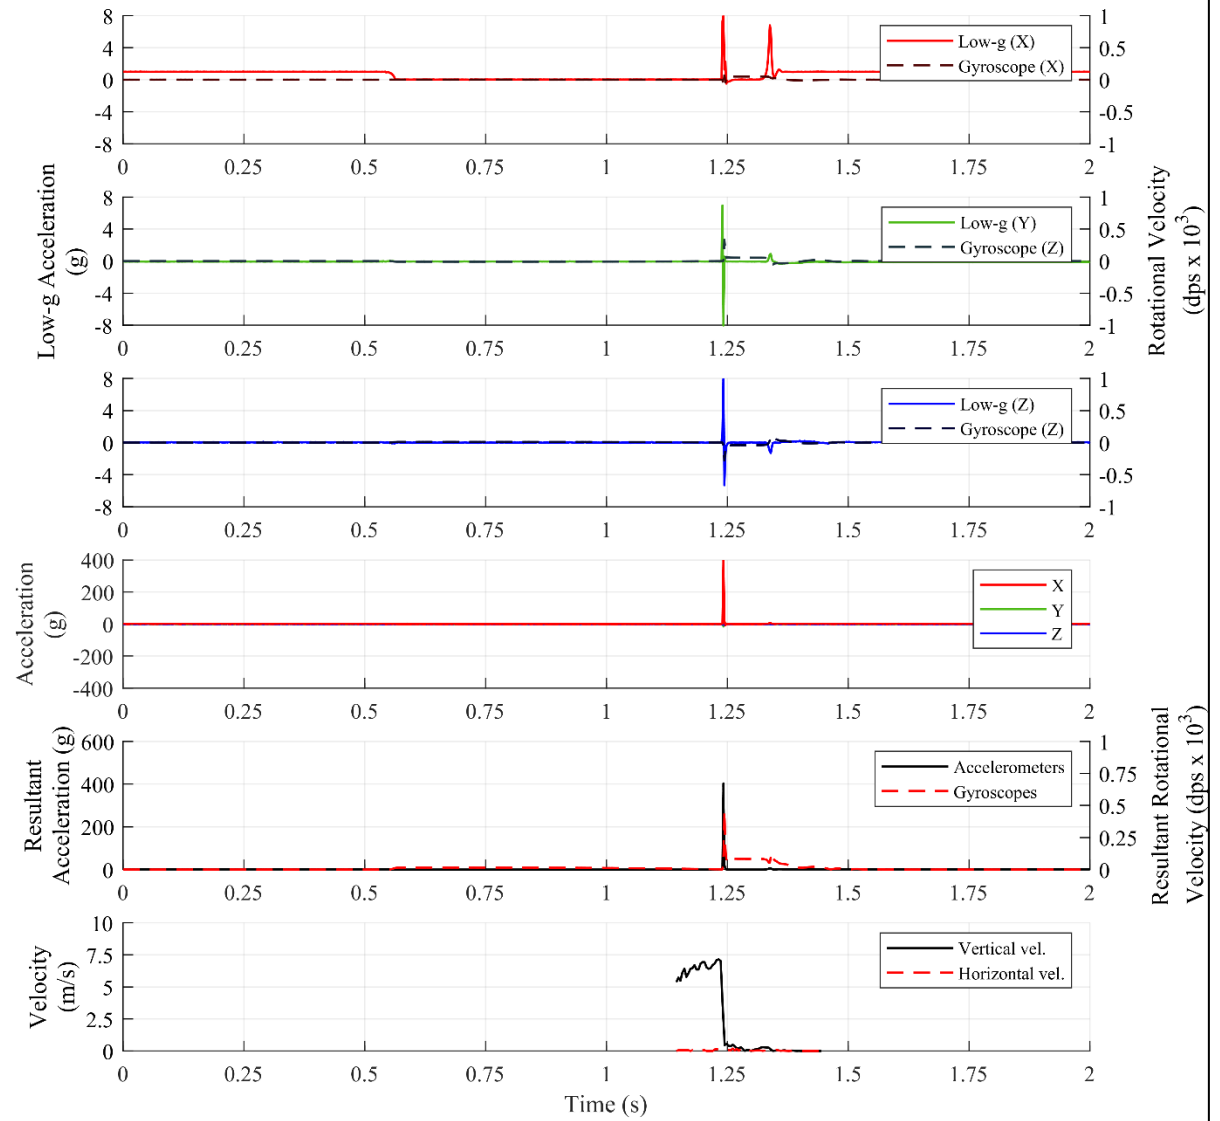 8
4
0
-4
-8
1
0.5
0
-0.5
-1
Low-g (X)
Gyroscope (X)
0 0.25 0.5 0.75 1 1.25 1.5 1.75 2
Low-g Acceleration
(g)
Rotational Velocity
(dps x 10³)
8
4
0
-4
-8
1
0.5
0
-0.5
-1
Low-g (Y)
Gyroscope (Z)
0 0.25 0.5 0.75 1 1.25 1.5 1.75 2
8
4
0
-4
-8
1
0.5
0
-0.5
-1
Low-g (Z)
Gyroscope (Z)
0 0.25 0.5 0.75 1 1.25 1.5 1.75 2
Acceleration
(g)
400
200
0
-200
-400
X
Y
Z
0 0.25 0.5 0.75 1 1.25 1.5 1.75 2
Resultant
Acceleration (g)
600
400
200
0
1
0.75
0.5
0.25
0
Resultant Rotational
Velocity (dps x 10³)
Accelerometers
Gyroscopes
0 0.25 0.5 0.75 1 1.25 1.5 1.75 2
Velocity
(m/s)
10
7.5
5
2.5
0
Vertical vel.
Horizontal vel.
0 0.25 0.5 0.75 1 1.25 1.5 1.75 2
Time (s)